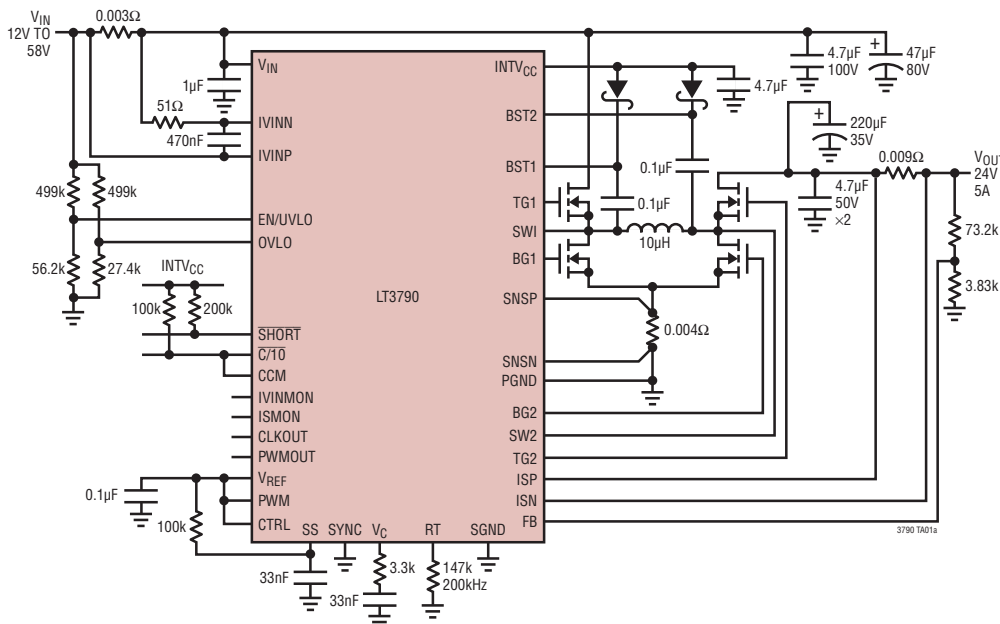 VIN
12V TO
58V
0.003Ω
1µF
51Ω
470nF
499k
499k
56.2k
27.4k
INTVCC
100k
200k
0.1µF
100k
33nF
33nF
3.3k
147k
200kHz
VIN
IVINN
IVINP
EN/UVLO
OVLO
SHORT
C/10
CCM
IVINMON
ISMON
CLKOUT
PWMOUT
VREF
PWM
CTRL
SS
SYNC
VC
RT
SGND
LT3790
INTVCC
BST2
BST1
TG1
SWI
BG1
SNSP
SNSN
PGND
BG2
SW2
TG2
ISP
ISN
FB
4.7µF
0.1µF
0.1µF
10µH
0.004Ω
4.7µF
100V
+
47µF
80V
+
220µF
35V
0.009Ω
4.7µF
50V
×2
VOUT
24V
5A
73.2k
3.83k
3790 TA01a